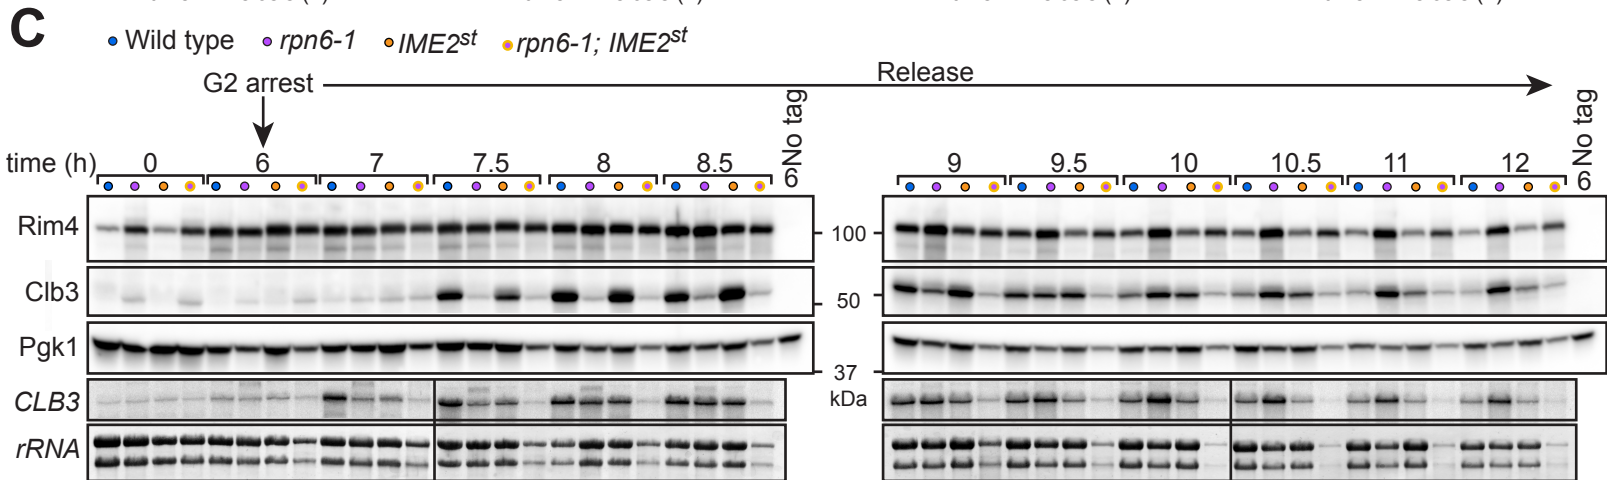 C
Wild type rpn6-1 IME2st rpn6-1; IME2st
G2 arrest Release
No tag No tag
time (h) 0 6 7 7.5 8 8.5 6 9 9.5 10 10.5 11 12 6
Rim4 100
Clb3 50
Pgk1
37
CLB3 kDa
rRNA